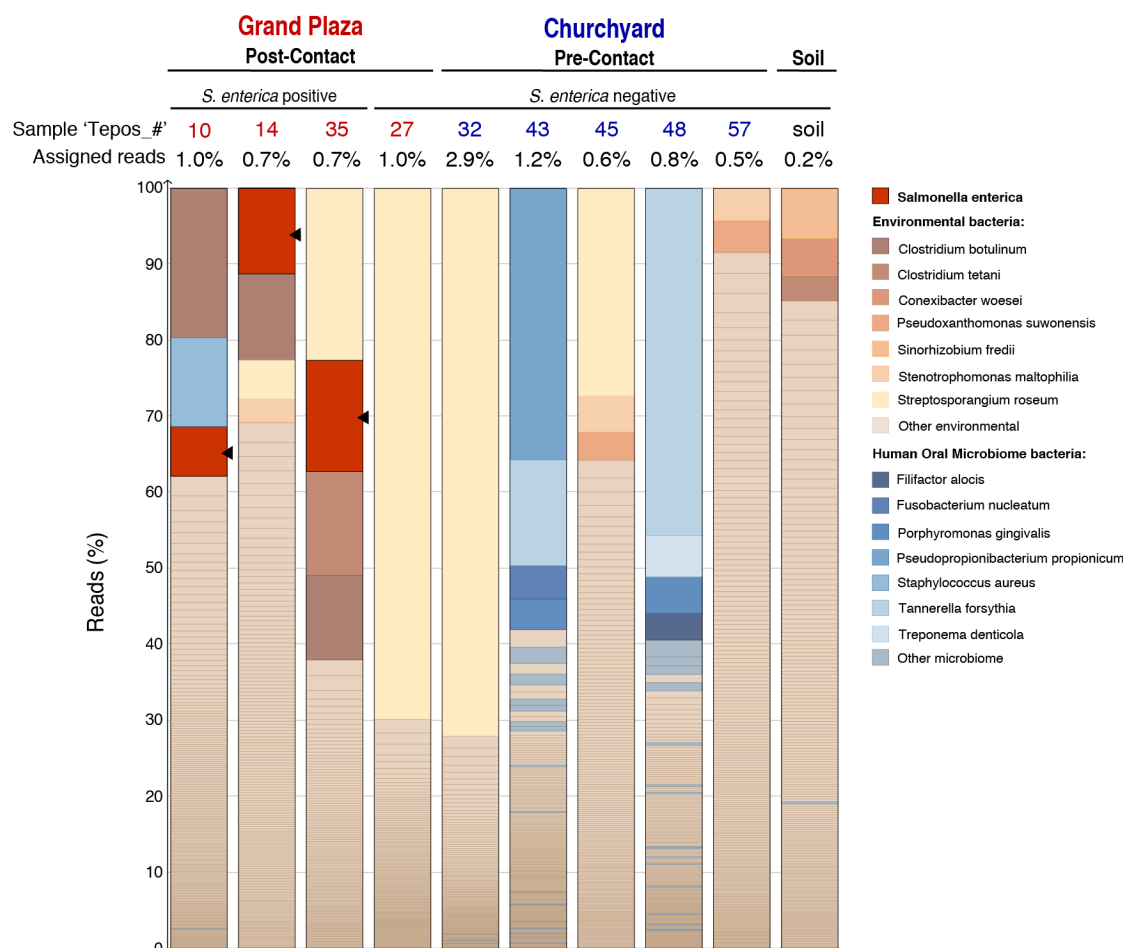 Grand Plaza Churchyard
Post-Contact Pre-Contact Soil
S. enterica positive S. enterica negative
Sample ‘Tepos_#’ 10 14 35 27 32 43 45 48 57 soil
Assigned reads 1.0% 0.7% 0.7% 1.0% 2.9% 1.2% 0.6% 0.8% 0.5% 0.2%
100
90
80
70
60
50
40
30
20
10
0
Reads (%)
Salmonella enterica
Environmental bacteria:
Clostridium botulinum
Clostridium tetani
Conexibacter woesei
Pseudoxanthomonas suwonensis
Sinorhizobium fredii
Stenotrophomonas maltophilia
Streptosporangium roseum
Other environmental
Human Oral Microbiome bacteria:
Filifactor alocis
Fusobacterium nucleatum
Porphyromonas gingivalis
Pseudopropionibacterium propionicum
Staphylococcus aureus
Tannerella forsythia
Treponema denticola
Other microbiome